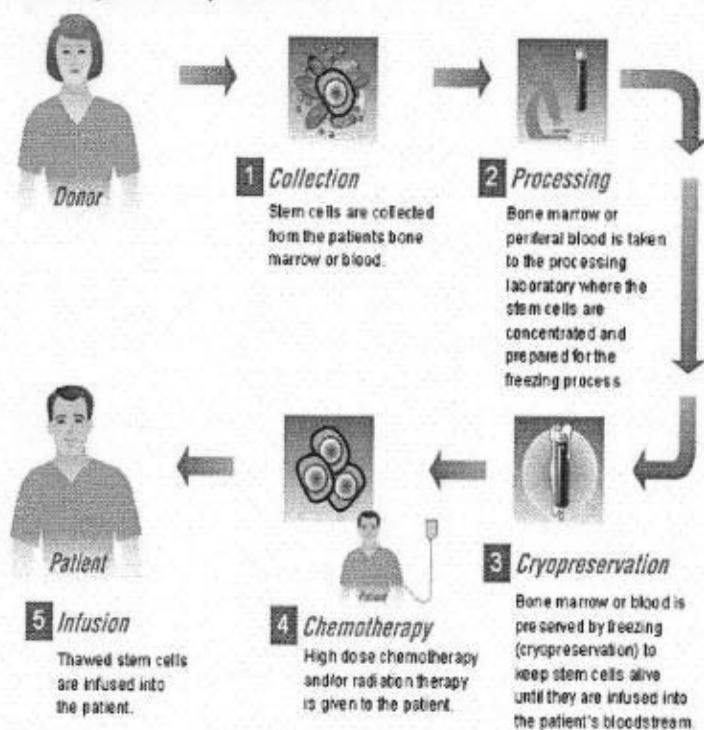 Donor
1 Collection
Stem cells are collected
from the patients bone
marrow or blood.
2 Processing
Bone marrow or
periferal blood is taken
to the processing
laboratory where the
stem cells are
concentrated and
prepared for the
freezing process
3 Cryopreservation
Bone marrow or blood is
preserved by freezing
(cryopreservation) to
keep stem cells alive
until they are infused into
the patient's bloodstream.
Patient
4 Chemotherapy
High dose chemotherapy
and/or radiation therapy
is given to the patient.
Patient
5 Infusion
Thawed stem cells
are infused into
the patient.